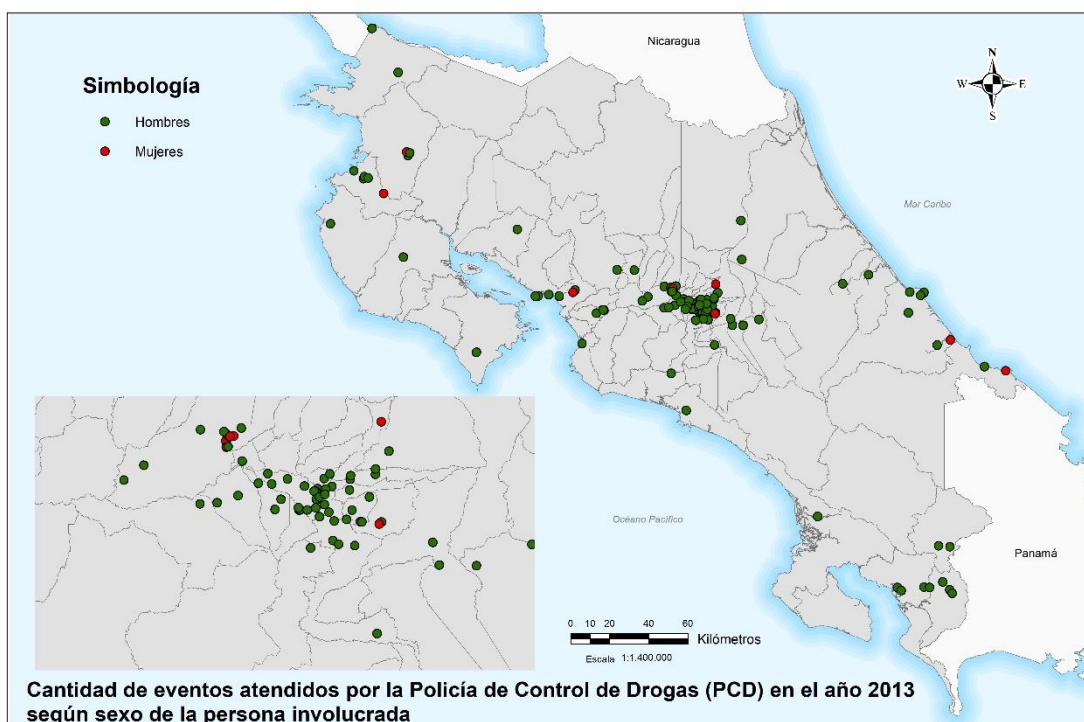 Nicaragua
Simbología
Hombres
Mujeres
N
W E
S
Mar Caribe
Océano Pacífico
Panamá
0 10 20 40 60
Kilómetros
Escala 1:1.400.000
Cantidad de eventos atendidos por la Policía de Control de Drogas (PCD) en el año 2013
según sexo de la persona involucrada